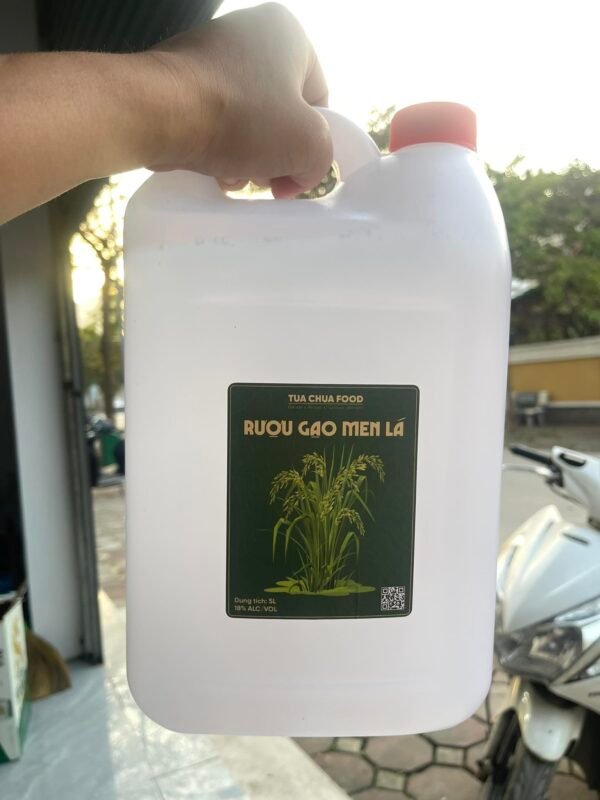 TUA CHUA FOOD
RƯỢU GẠO MEN LÁ
Dung tích: 5L
18% ALC/VOL